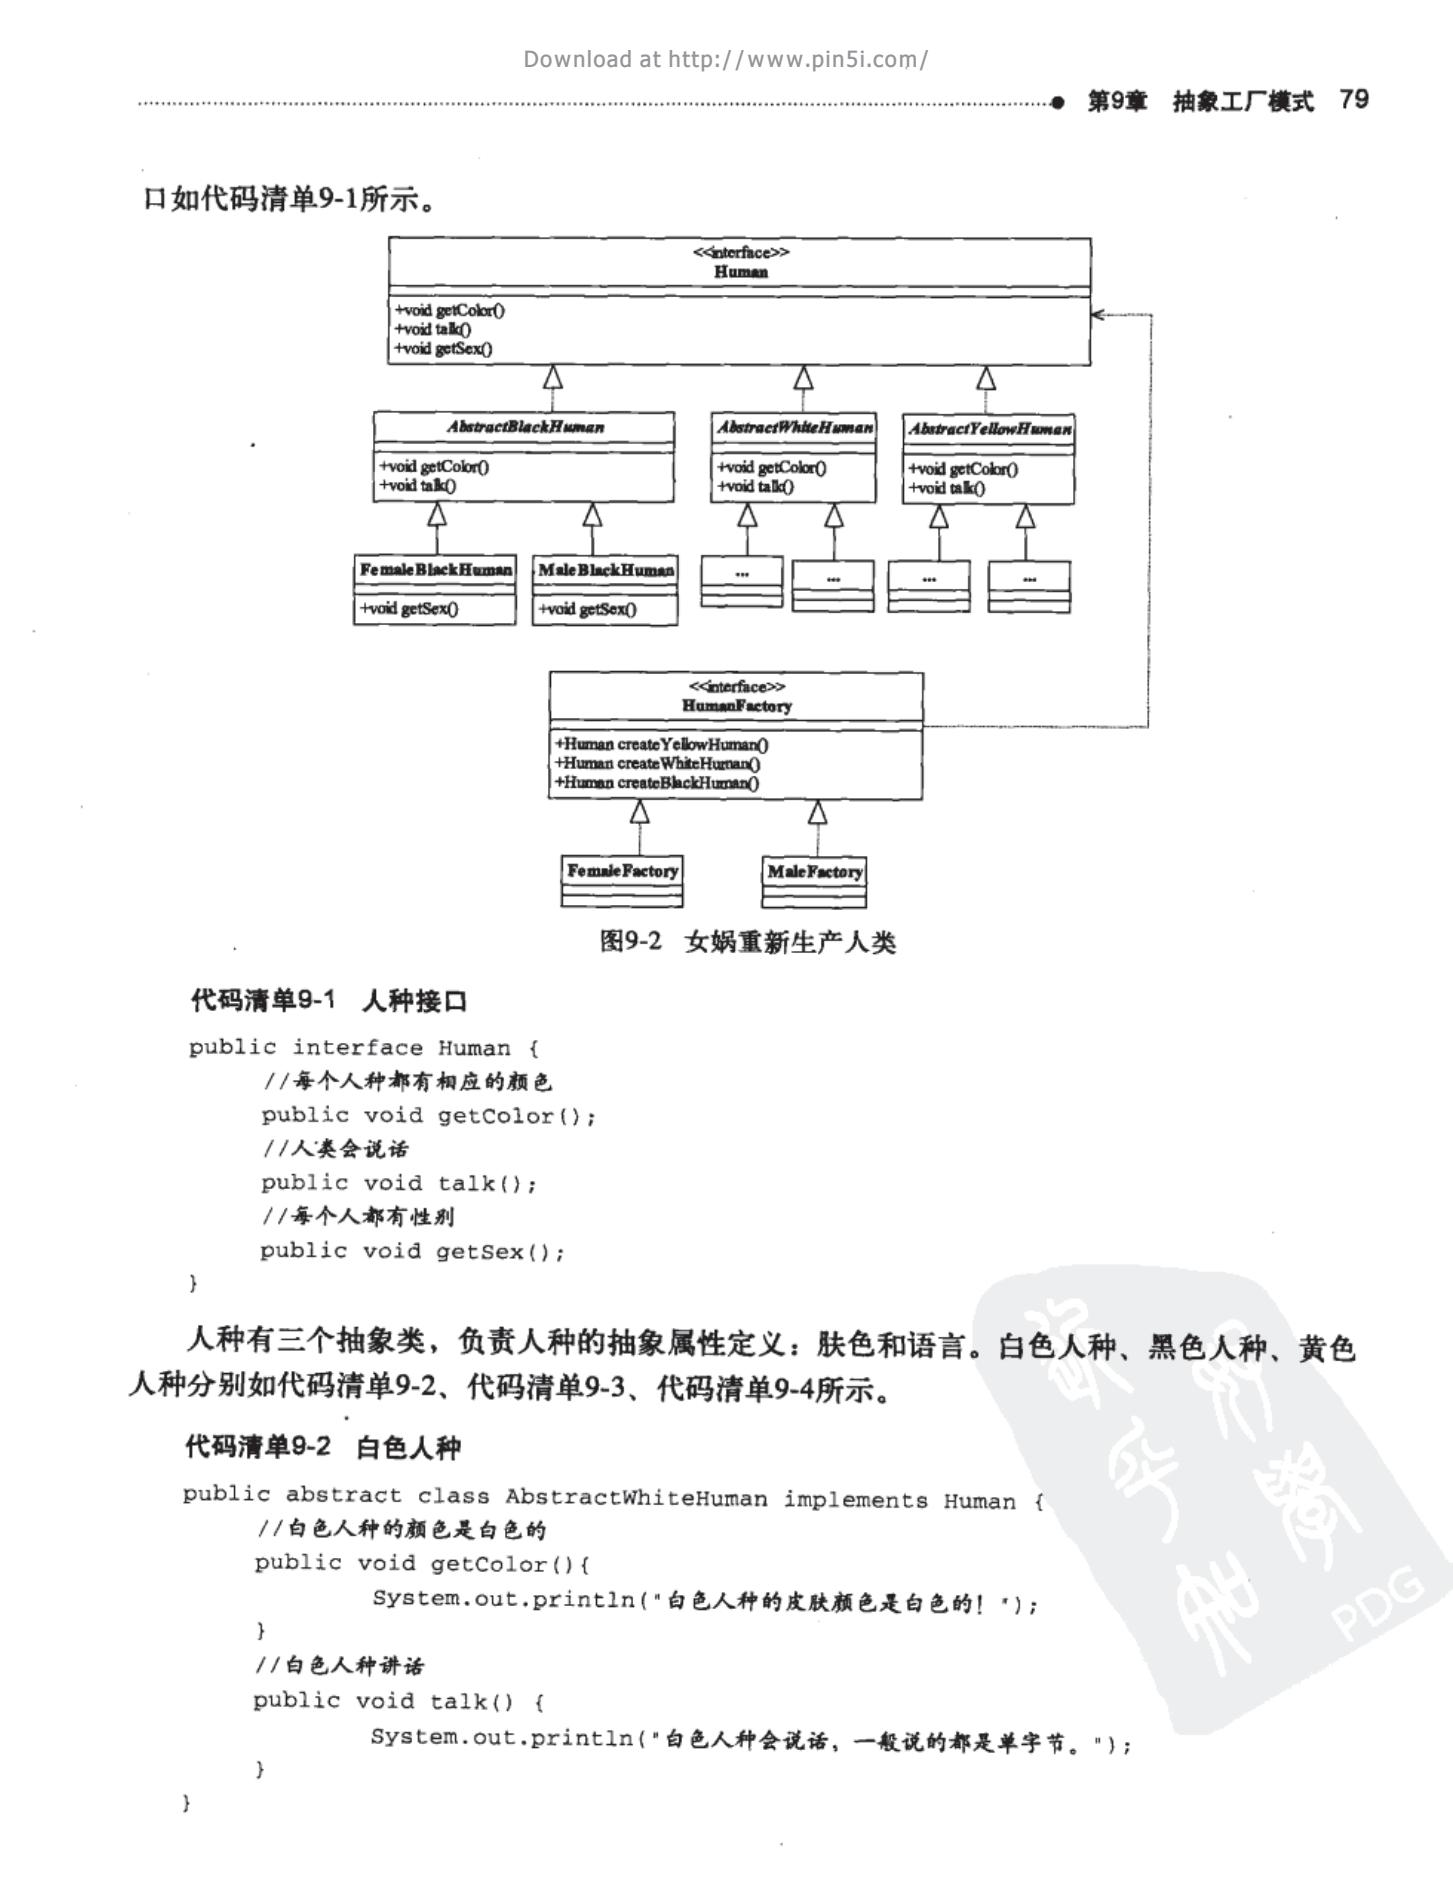 Download at http://www.pin5i.com/
第9章 抽象工厂模式 79
口如代码清单9-1所示。
<<interface>>
Human
+void getColor()
+void talk()
+void getSex()
AbstractBlackHuman
+void getColor()
+void talk()
AbstractWhiteHuman
+void getColor()
+void talk()
AbstractYellowHuman
+void getColor()
+void talk()
FemaleBlackHuman
+void getSex()
MaleBlackHuman
+void getSex()
...
...
...
...
<<interface>>
HumanFactory
+Human createYellowHuman()
+Human createWhiteHuman()
+Human createBlackHuman()
FemaleFactory
MaleFactory
图9-2 女娲重新生产人类
代码清单9-1 人种接口
public interface Human {
//每个人种都有相应的颜色
public void getColor();
//人类会说话
public void talk();
//每个人都有性别
public void getSex();
}
人种有三个抽象类，负责人种的抽象属性定义：肤色和语言。白色人种、黑色人种、黄色
人种分别如代码清单9-2、代码清单9-3、代码清单9-4所示。
代码清单9-2 白色人种
public abstract class AbstractWhiteHuman implements Human {
//白色人种的颜色是白色的
public void getColor(){
System.out.println("白色人种的皮肤颜色是白色的！");
}
//白色人种讲话
public void talk() {
System.out.println("白色人种会说话，一般说的都是单字节。");
}
}
PDG